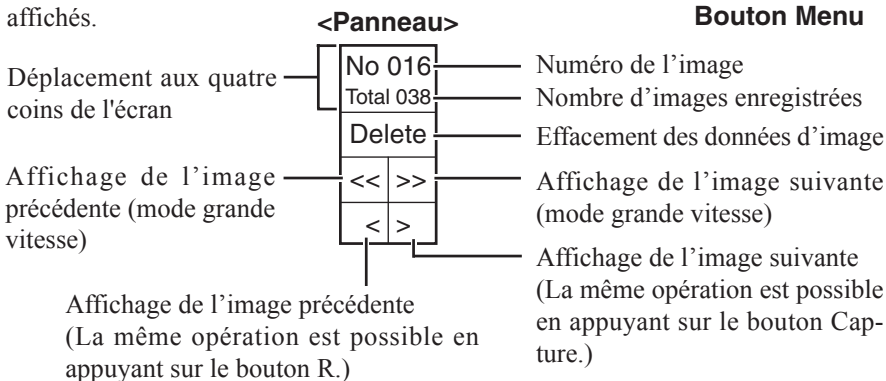 affichés.
<Panneau>
Bouton Menu
Déplacement aux quatre
coins de l'écran
No 016
Total 038
Numéro de l’image
Nombre d’images enregistrées
Delete
Effacement des données d’image
Affichage de l’image
précédente (mode grande
vitesse)
<< >>
Affichage de l’image suivante
(mode grande vitesse)
< >
Affichage de l’image suivante
(La même opération est possible
en appuyant sur le bouton Cap-
ture.)
Affichage de l’image précédente
(La même opération est possible en
appuyant sur le bouton R.)